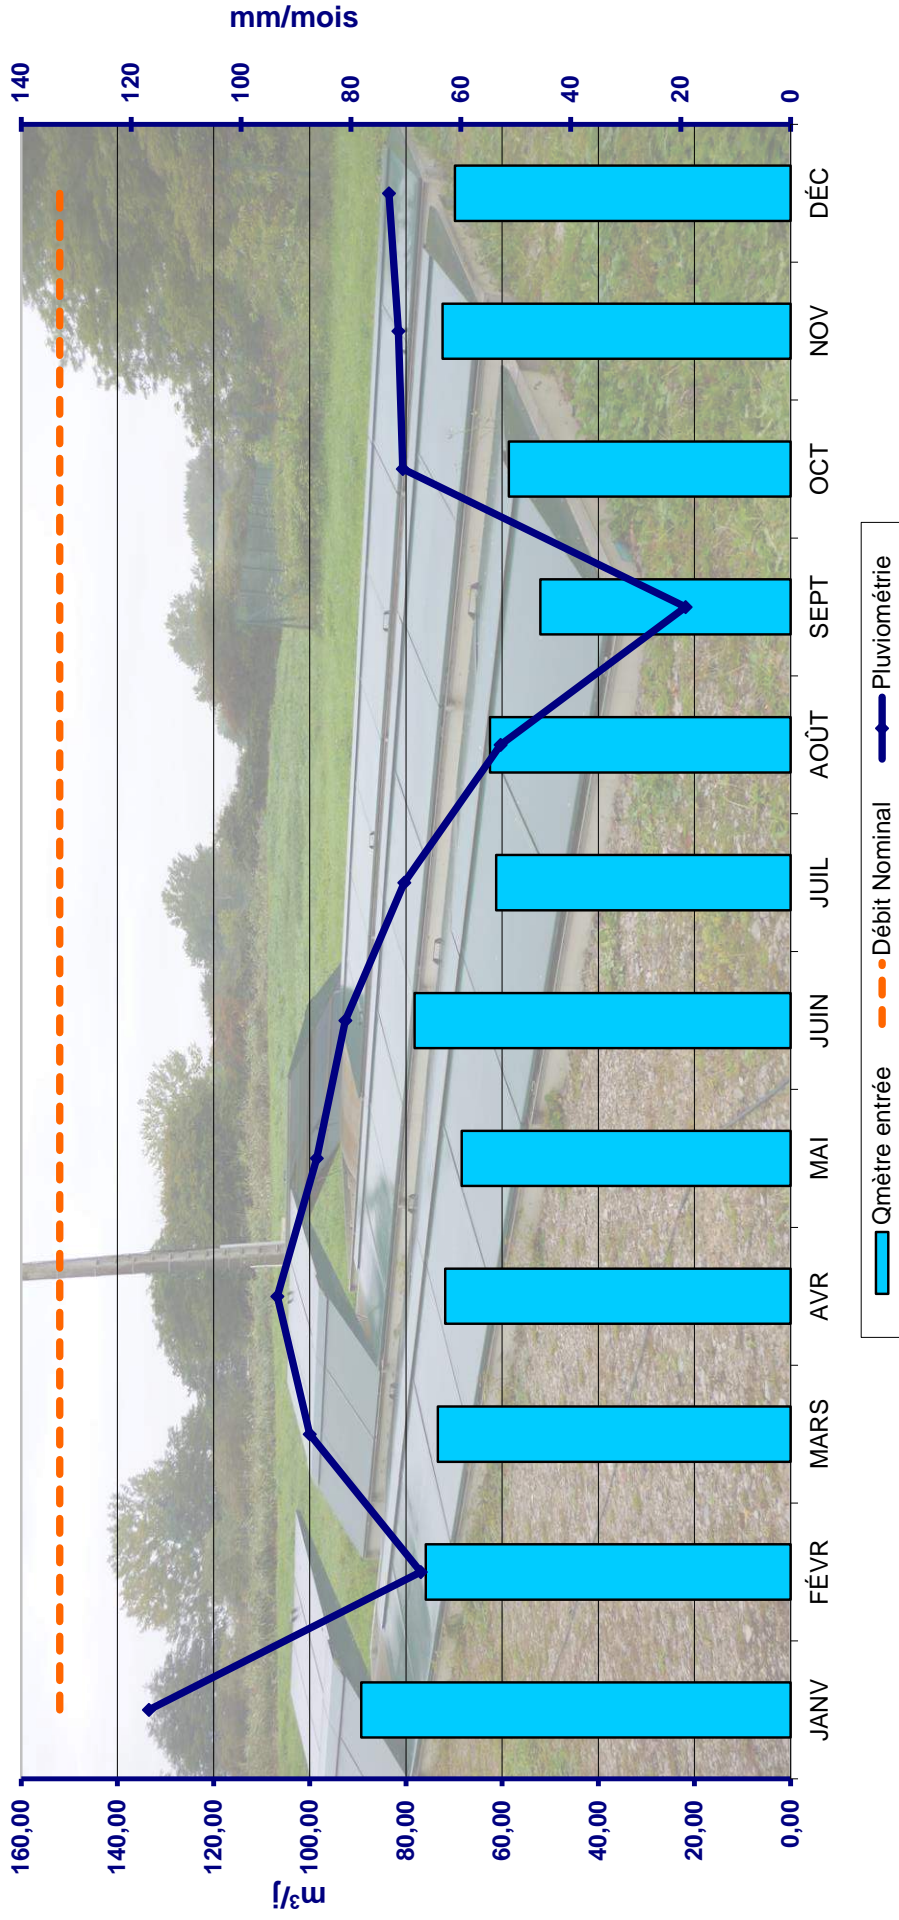 mm/mois
140
120
100
80
60
40
20
0
160,00
140,00
120,00
100,00
80,00
60,00
40,00
20,00
0,00
m³/j
JANV
FÉVR
MARS
AVR
MAI
JUIN
JUIL
AOÛT
SEPT
OCT
NOV
DÉC
Qmètre entrée
Débit Nominal
Pluviométrie